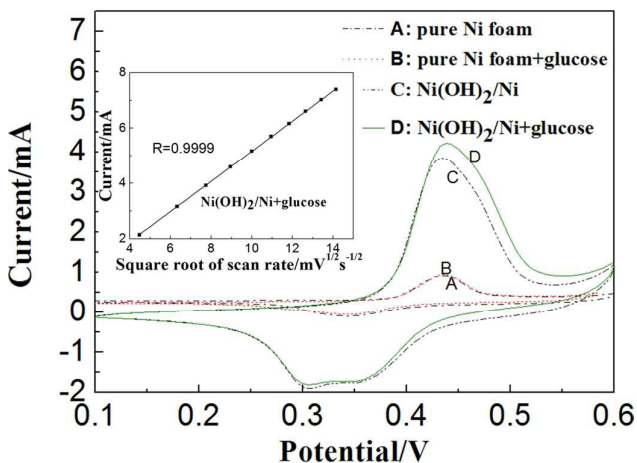 7
6
5
4
3
2
1
0
-1
-2
Current/mA
0.1 0.2 0.3 0.4 0.5 0.6
Potential/V
A: pure Ni foam
B: pure Ni foam+glucose
C: Ni(OH)2/Ni
D: Ni(OH)2/Ni+glucose
D
C
B
A
8
6
4
2
Current/mA
R=0.9999
Ni(OH)2/Ni+glucose
4 6 8 10 12 14 16
Square root of scan rate/mV1/2s-1/2